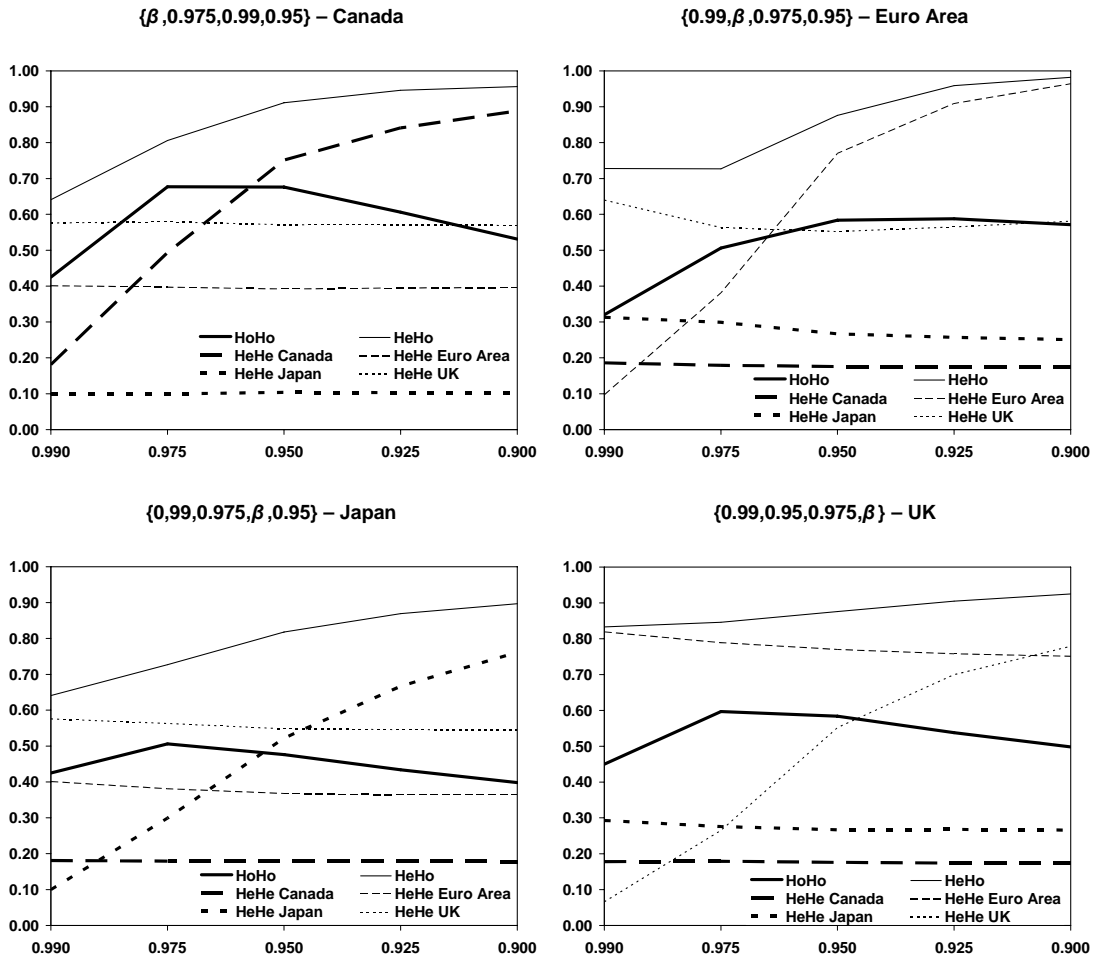 {β,0.975,0.99,0.95} – Canada
1.00
0.90
0.80
0.70
0.60
0.50
0.40
0.30
0.20
0.10
0.00
HoHo HeHo
HeHe Canada HeHe Euro Area
HeHe Japan HeHe UK
0.990 0.975 0.950 0.925 0.900
{0.99,β,0.975,0.95} – Euro Area
1.00
0.90
0.80
0.70
0.60
0.50
0.40
0.30
0.20
0.10
0.00
HoHo HeHo
HeHe Canada HeHe Euro Area
HeHe Japan HeHe UK
0.990 0.975 0.950 0.925 0.900
{0,99,0.975,β,0.95} – Japan
1.00
0.90
0.80
0.70
0.60
0.50
0.40
0.30
0.20
0.10
0.00
HoHo HeHo
HeHe Canada HeHe Euro Area
HeHe Japan HeHe UK
0.990 0.975 0.950 0.925 0.900
{0.99,0.95,0.975,β} – UK
1.00
0.90
0.80
0.70
0.60
0.50
0.40
0.30
0.20
0.10
0.00
HoHo HeHo
HeHe Canada HeHe Euro Area
HeHe Japan HeHe UK
0.990 0.975 0.950 0.925 0.900